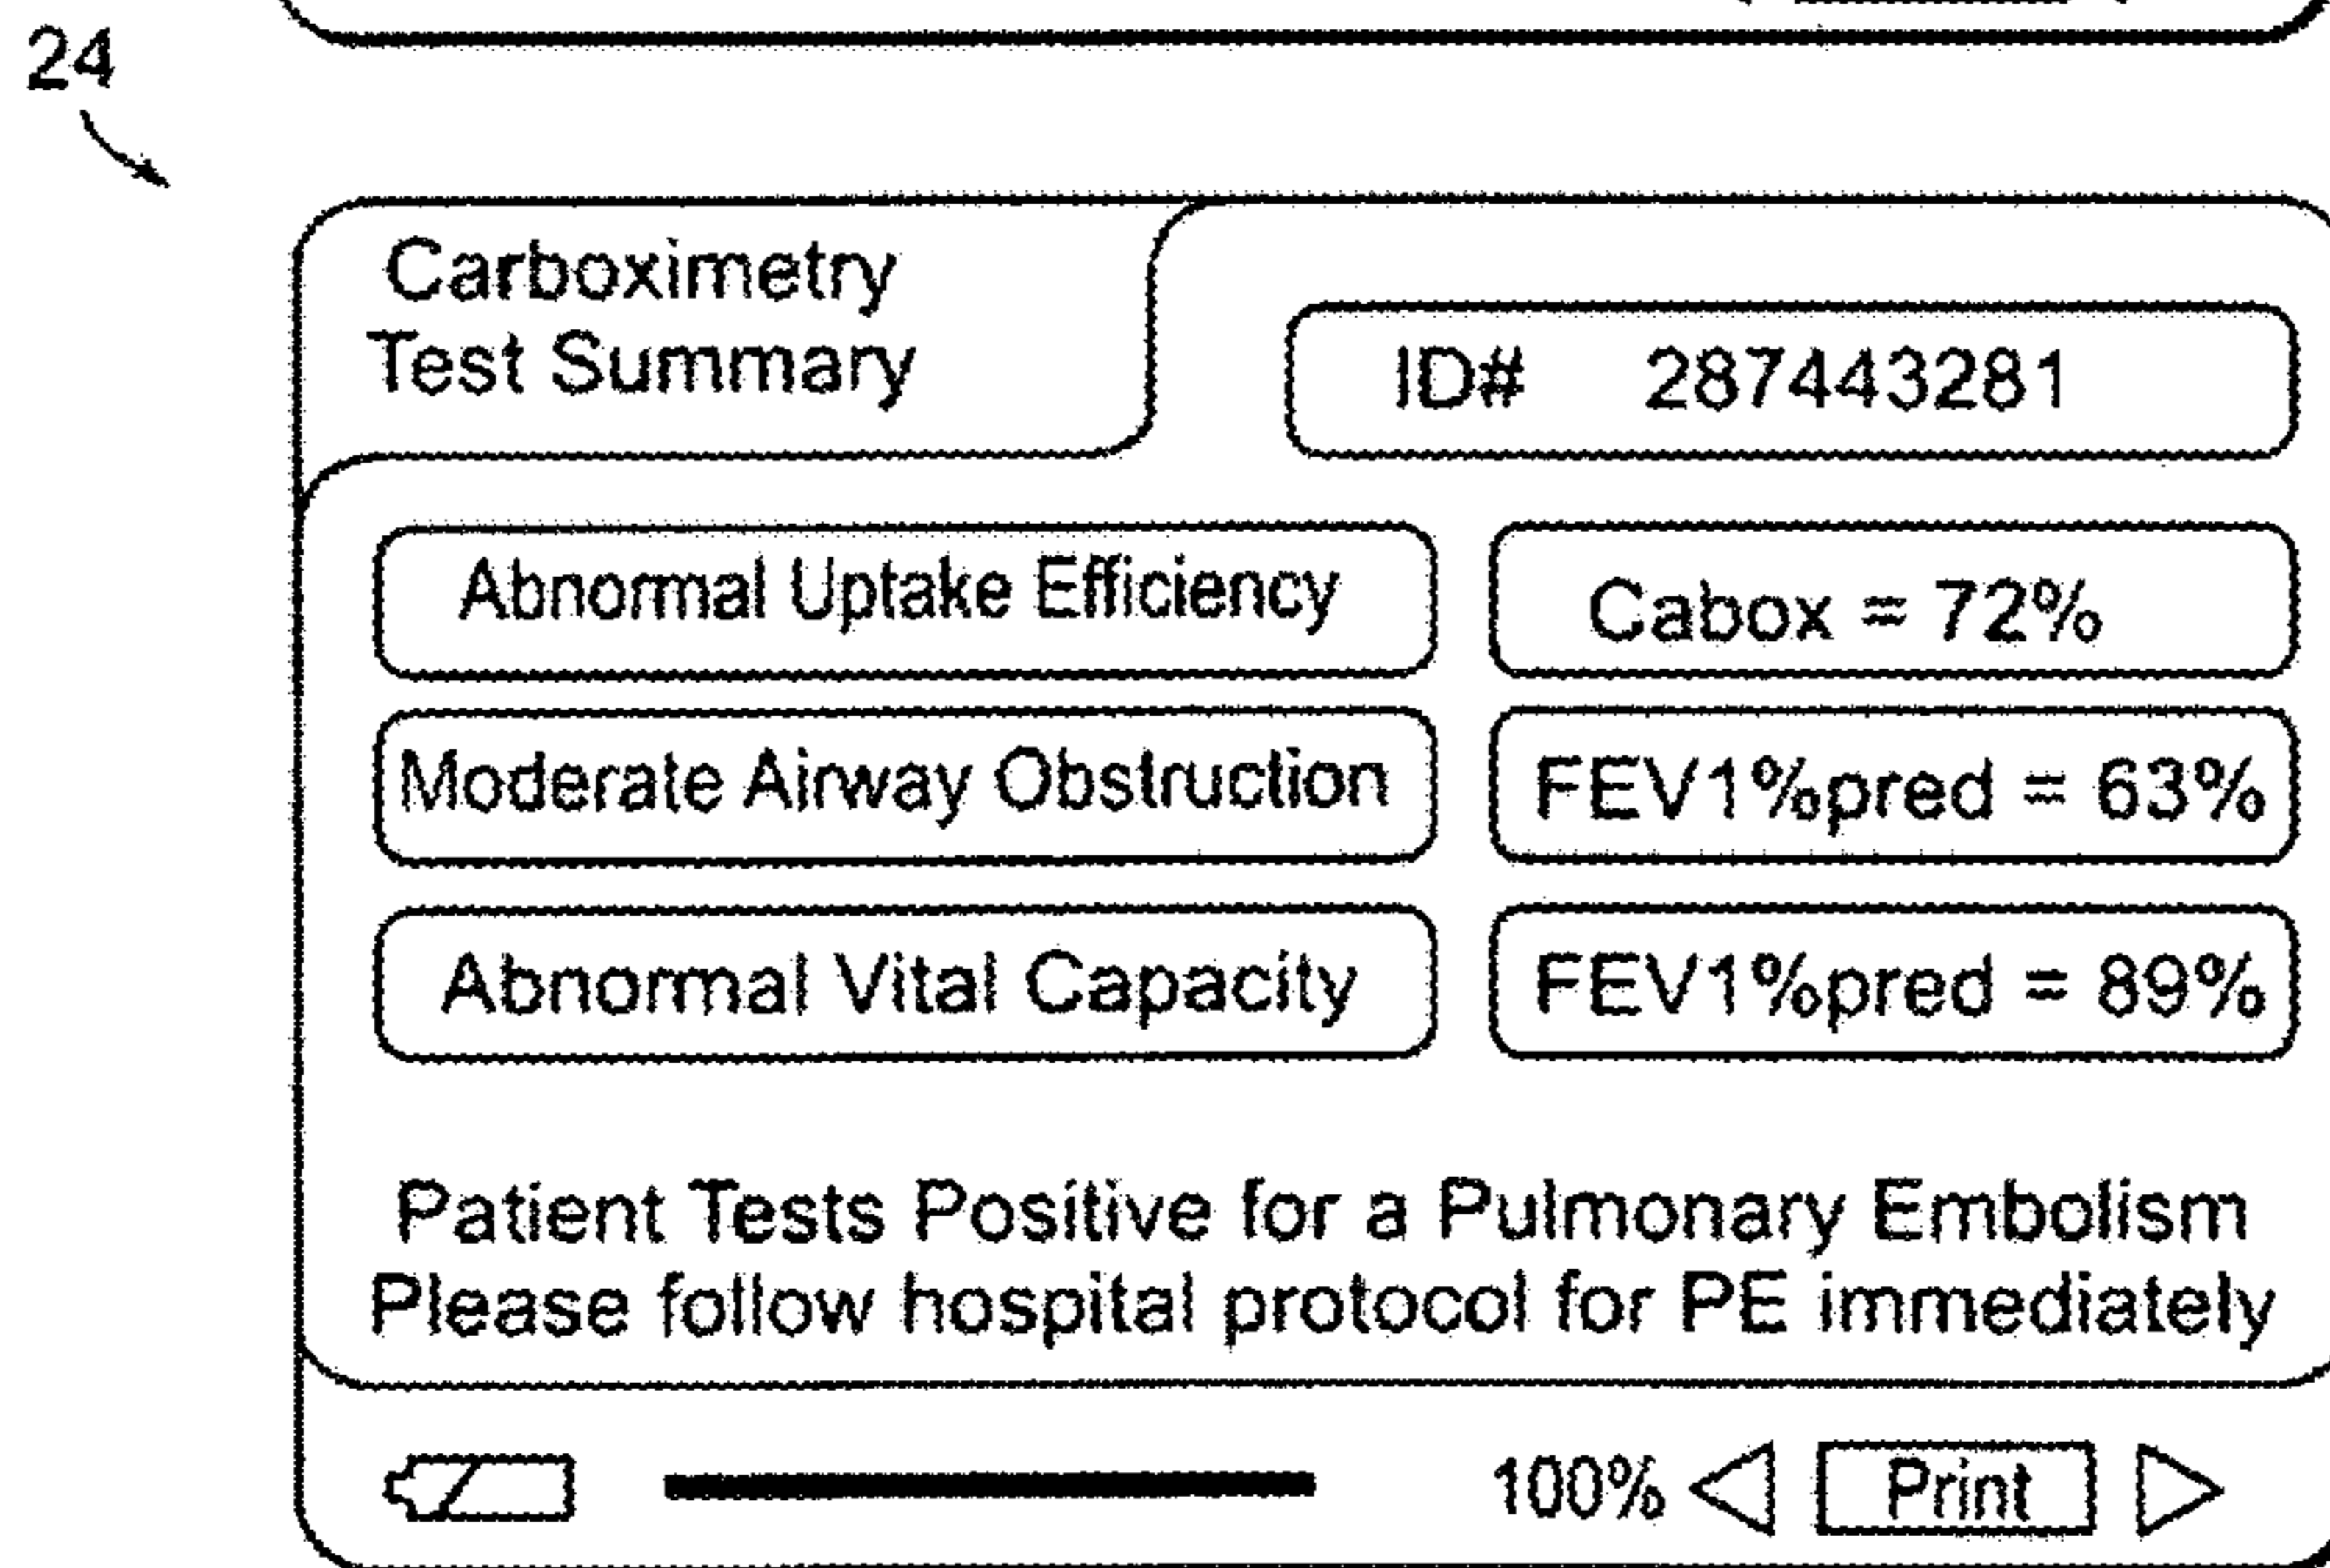 24
Carboximetry
Test Summary
ID# 287443281
Abnormal Uptake Efficiency
Cabox = 72%
Moderate Airway Obstruction
FEV1%pred = 63%
Abnormal Vital Capacity
FEV1%pred = 89%
Patient Tests Positive for a Pulmonary Embolism
Please follow hospital protocol for PE immediately
100%
Print